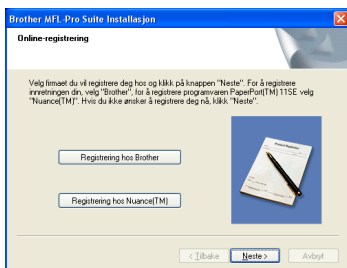 Brother MFL-Pro Suite Installasjon
Online-registrering
Velg firmaet du vil registrere deg hos og klikk på knappen "Neste". For å registrere
innretningen din, velg "Brother", for å registrere programvaren PaperPort(TM) 11SE velg
"Nuance(TM)". Hvis du ikke ønsker å registrere deg nå, klikk "Neste".
Registrering hos Brother
Product Registration
Registrering hos Nuance(TM)
< Tilbake
Neste >
Avbryt